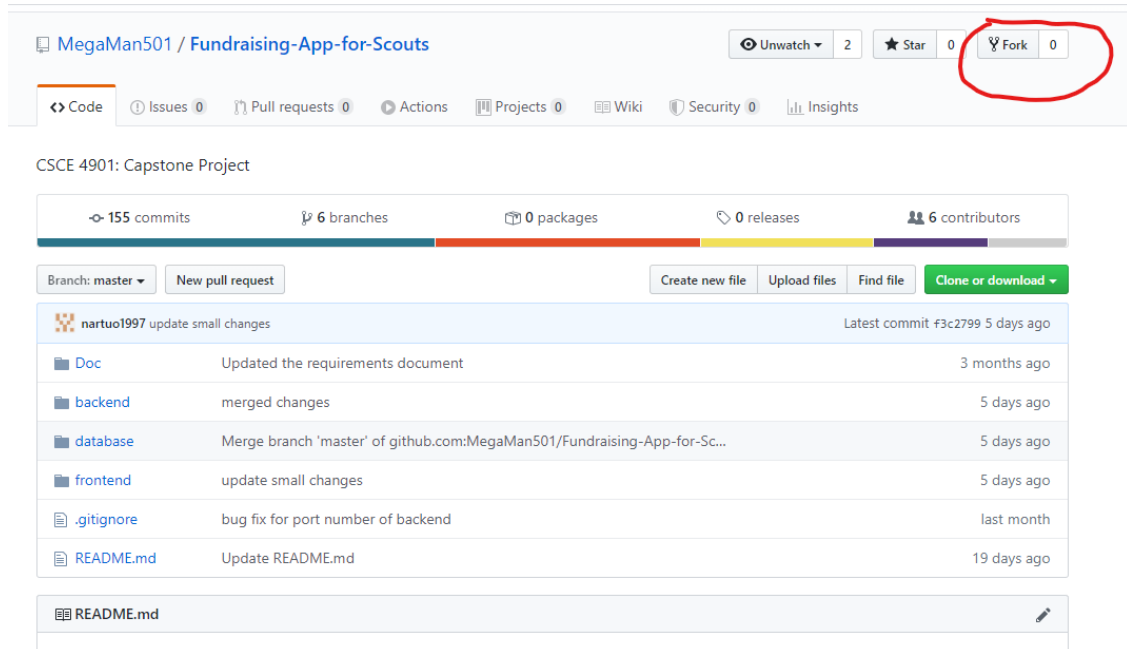 MegaMan501 / Fundraising-App-for-Scouts Unwatch 2 Star 0 Fork 0
Code Issues 0 Pull requests 0 Actions Projects 0 Wiki Security 0 Insights
CSCE 4901: Capstone Project
155 commits 6 branches 0 packages 0 releases 6 contributors
Branch: master New pull request Create new file Upload files Find file Clone or download
nartuo1997 update small changes Latest commit f3c2799 5 days ago
Doc Updated the requirements document 3 months ago
backend merged changes 5 days ago
database Merge branch 'master' of github.com:MegaMan501/Fundraising-App-for-Sc... 5 days ago
frontend update small changes 5 days ago
.gitignore bug fix for port number of backend last month
README.md Update README.md 19 days ago
README.md